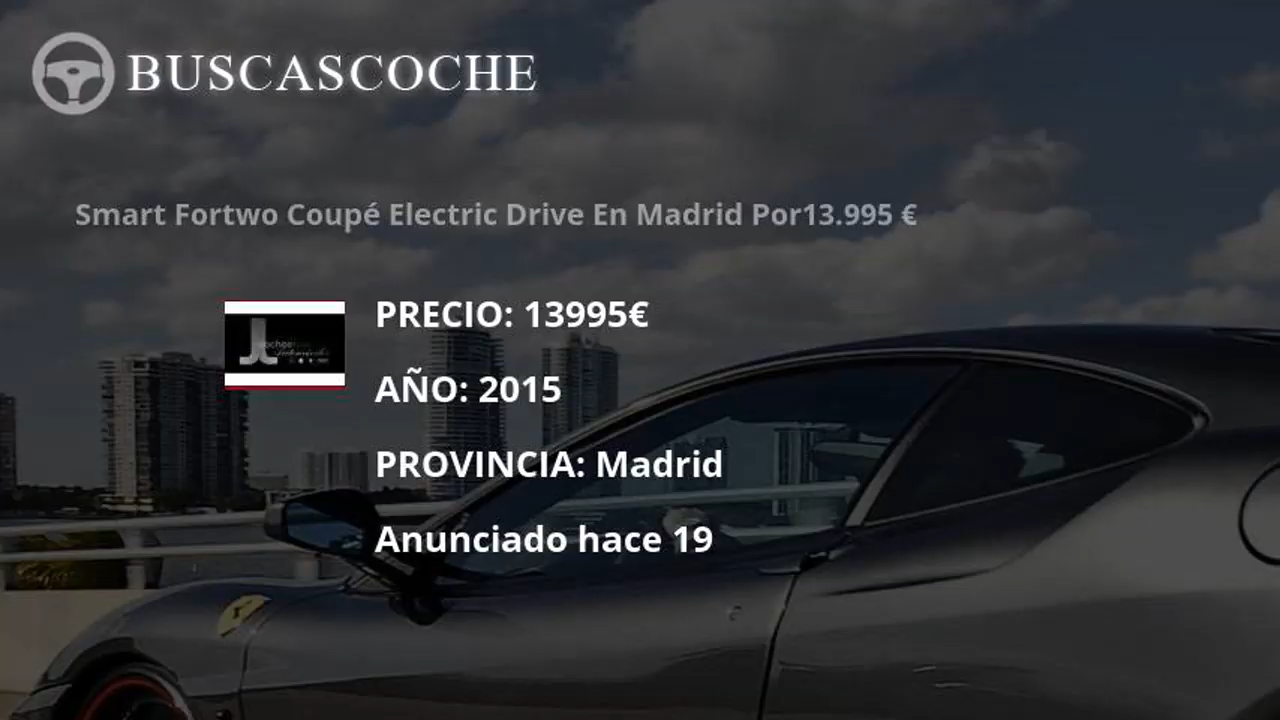 BUSCASCOCHE
Smart Fortwo Coupé Electric Drive En Madrid Por13.995 €
PRECIO: 13995€
AÑO: 2015
PROVINCIA: Madrid
Anunciado hace 19